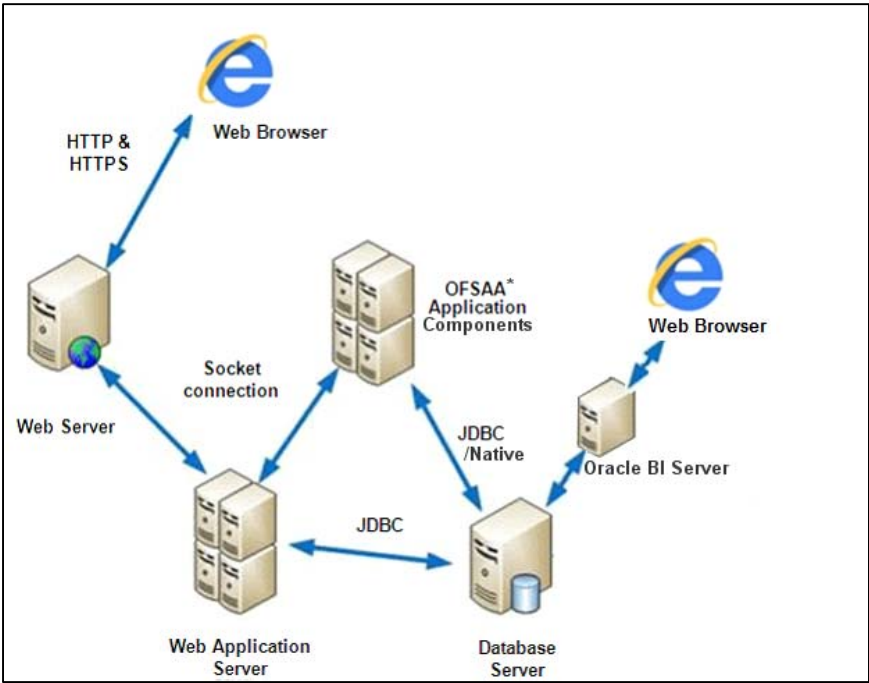 Web Browser
HTTP &
HTTPS
OFSAA*
Application
Components
Web Browser
Socket
connection
Web Server
JDBC
/Native
Oracle BI Server
JDBC
Web Application
Server
Database
Server